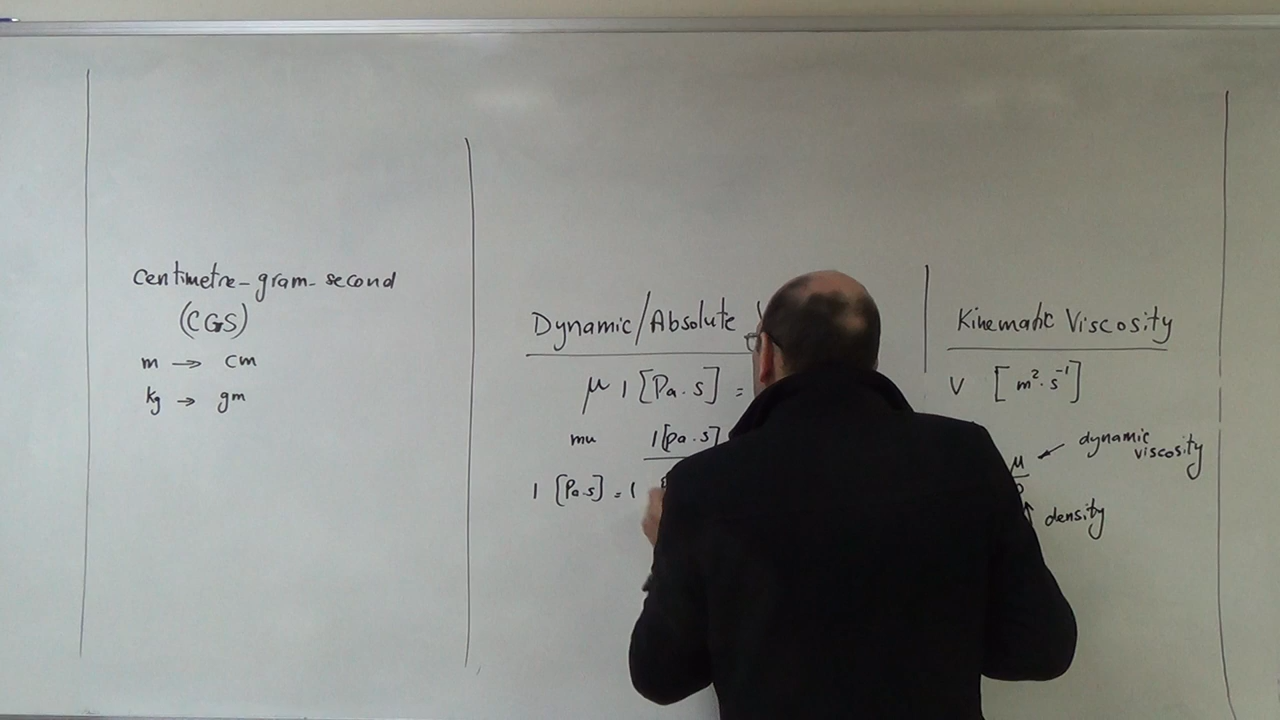 centimetre-gram-second
(CGS)
m → cm
kg → gm
Dynamic/Absolute
μ 1 [Pa.s] =
mu 1[pa.s]
1 [Pa.s] = 1
Kinematic Viscosity
ν [m².s⁻¹]
μ ← dynamic viscosity
density